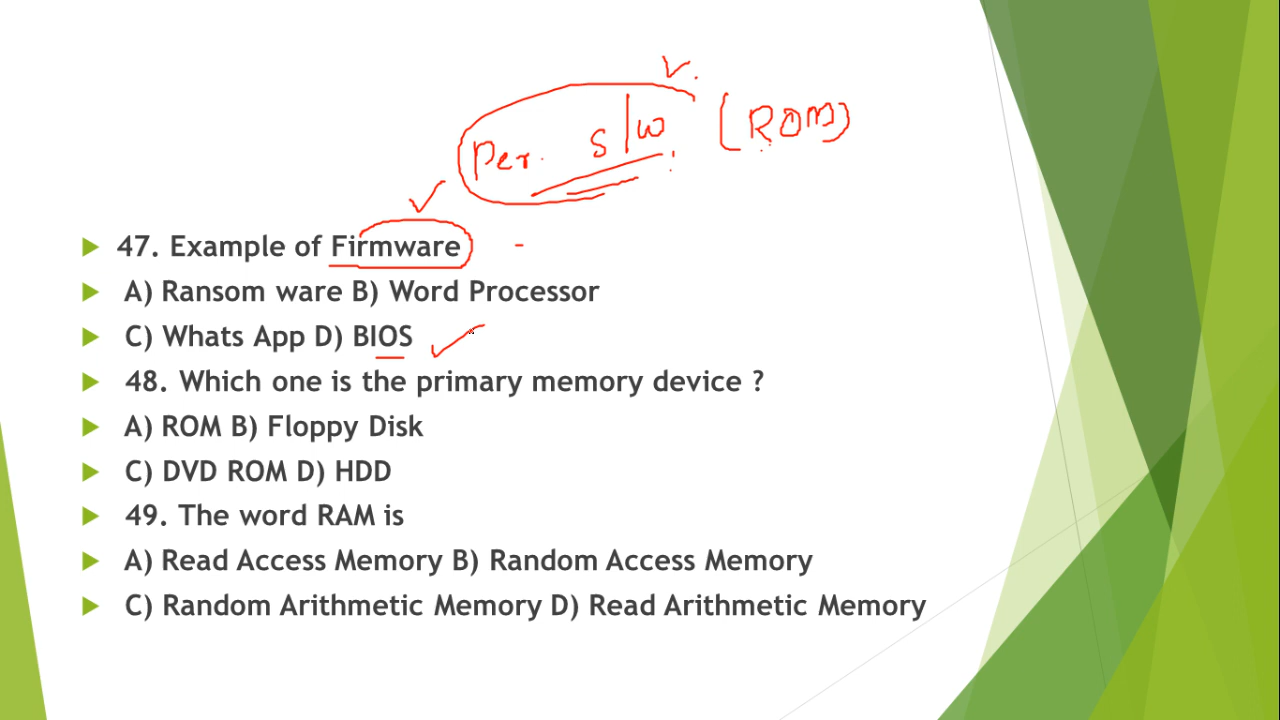 Per. S/W (ROM)
47. Example of Firmware -
A) Ransom ware B) Word Processor
C) Whats App D) BIOS
48. Which one is the primary memory device ?
A) ROM B) Floppy Disk
C) DVD ROM D) HDD
49. The word RAM is
A) Read Access Memory B) Random Access Memory
C) Random Arithmetic Memory D) Read Arithmetic Memory